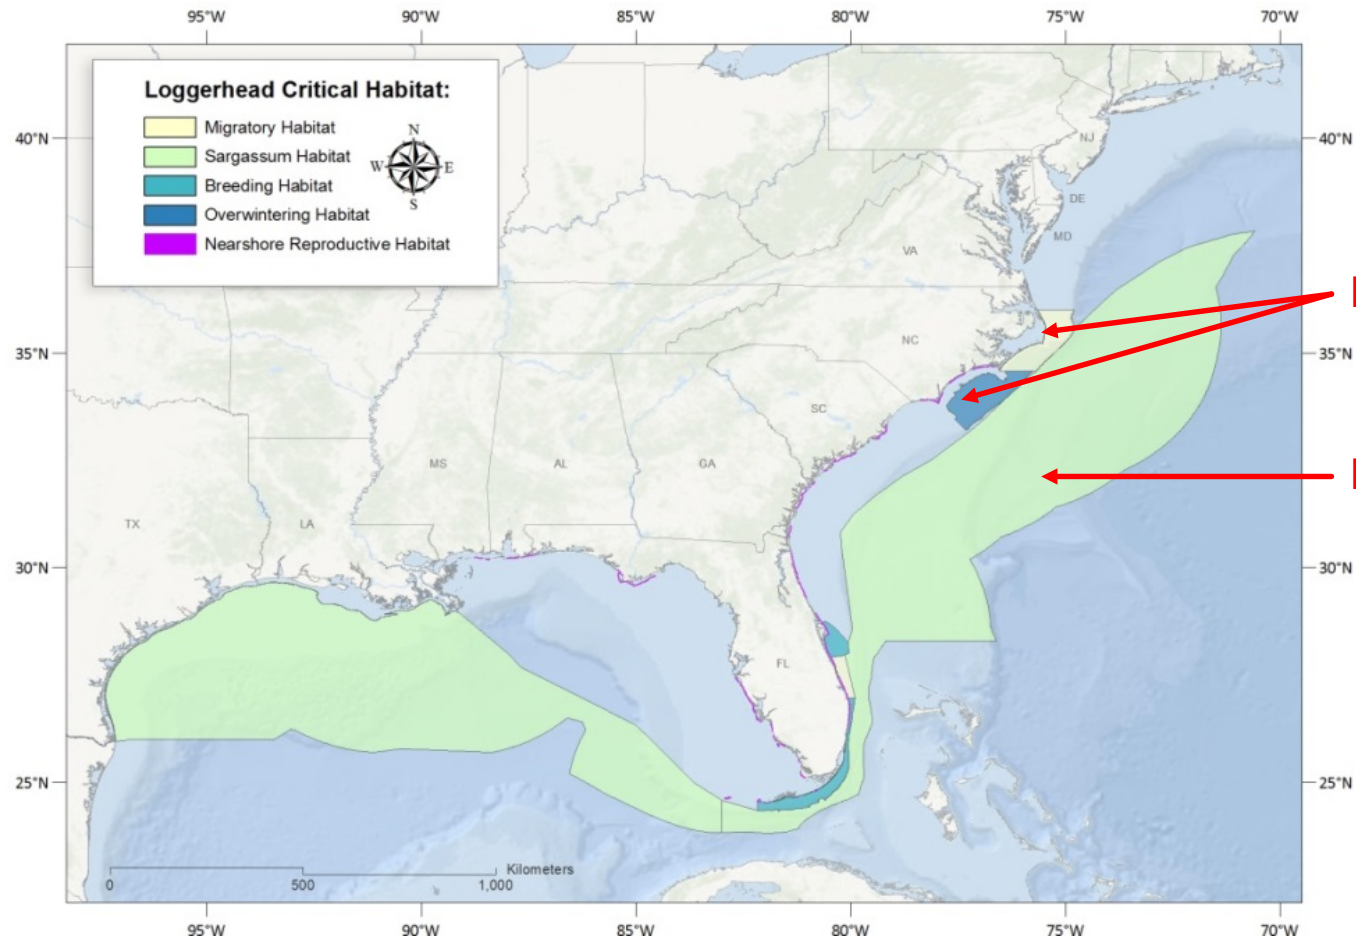 95°W 90°W 85°W 80°W 75°W 70°W
Loggerhead Critical Habitat:
Migratory Habitat
Sargassum Habitat
Breeding Habitat
Overwintering Habitat
Nearshore Reproductive Habitat
N
W E
S
40°N 40°N
NJ
DE
MD
VA
35°N NC 35°N
SC
MS AL GA
TX LA
30°N 30°N
FL
25°N 25°N
Kilometers
0 500 1,000
95°W 90°W 85°W 80°W 75°W 70°W